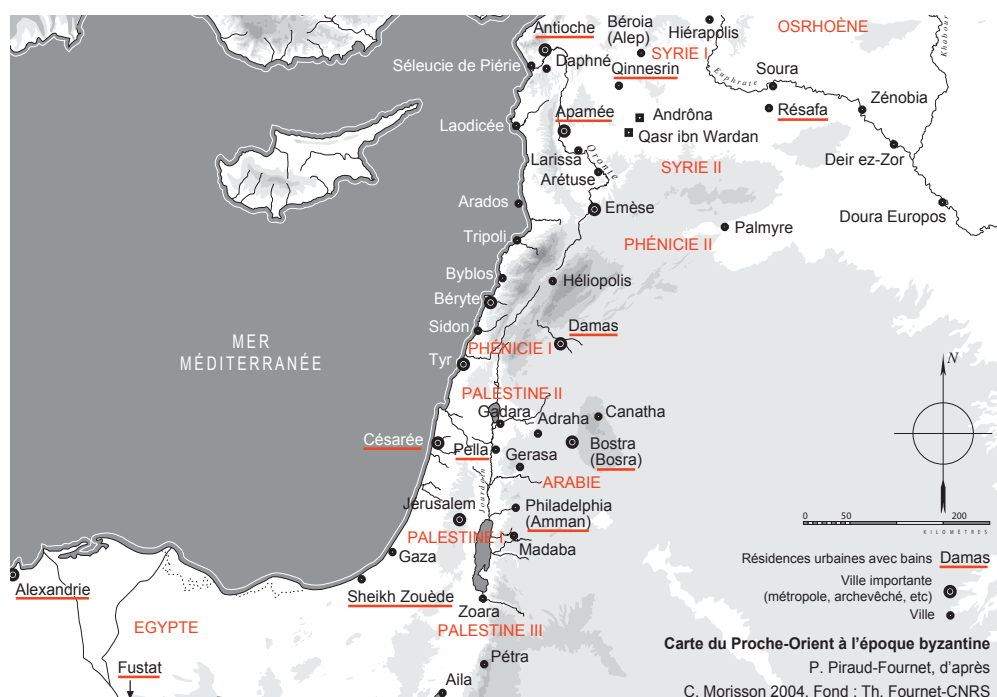 Antioche
Béroia
(Alep)
Hiérapolis
OSRHOÈNE
Khabour
SYRIE I
Séleucie de Piérie
Daphné
Qinnesrin
Euphrate
Soura
Résafa
Zénobia
Laodicée
Apamée
Andrôna
Qasr ibn Wardan
Larissa
Oronte
Arétuse
SYRIE II
Deir ez-Zor
Arados
Emèse
Doura Europos
Tripoli
PHÉNICIE II
Palmyre
Byblos
Héliopolis
Béryte
Sidon
Damas
MER
MÉDITERRANÉE
PHÉNICIE I
Tyr
N
PALESTINE II
Gadara
Adraha
Canatha
Césarée
Pella
Gerasa
Bostra
(Bosra)
ARABIE
Jourdain
Jérusalem
Philadelphia
(Amman)
PALESTINE I
Madaba
0 50 200
KILOMÈTRES
Gaza
Alexandrie
Sheikh Zouède
Zoara
EGYPTE
PALESTINE III
Fustat
Pétra
Aila
Résidences urbaines avec bains Damas
Ville importante
(métropole, archevêché, etc)
Ville
Carte du Proche-Orient à l'époque byzantine
P. Piraud-Fournet, d'après
C. Morisson 2004. Fond : Th. Fournet-CNRS